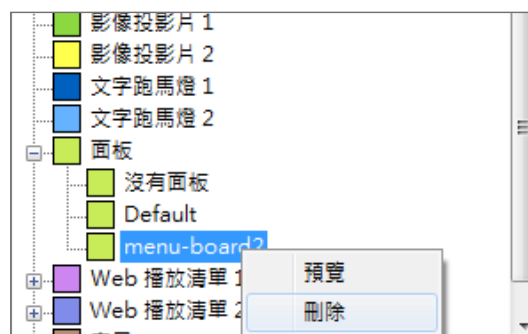 影像投影片 1
影像投影片 2
文字跑馬燈 1
文字跑馬燈 2
面板
沒有面板
Default
menu-board2
Web 播放清單 1
預覽
Web 播放清單 2
刪除